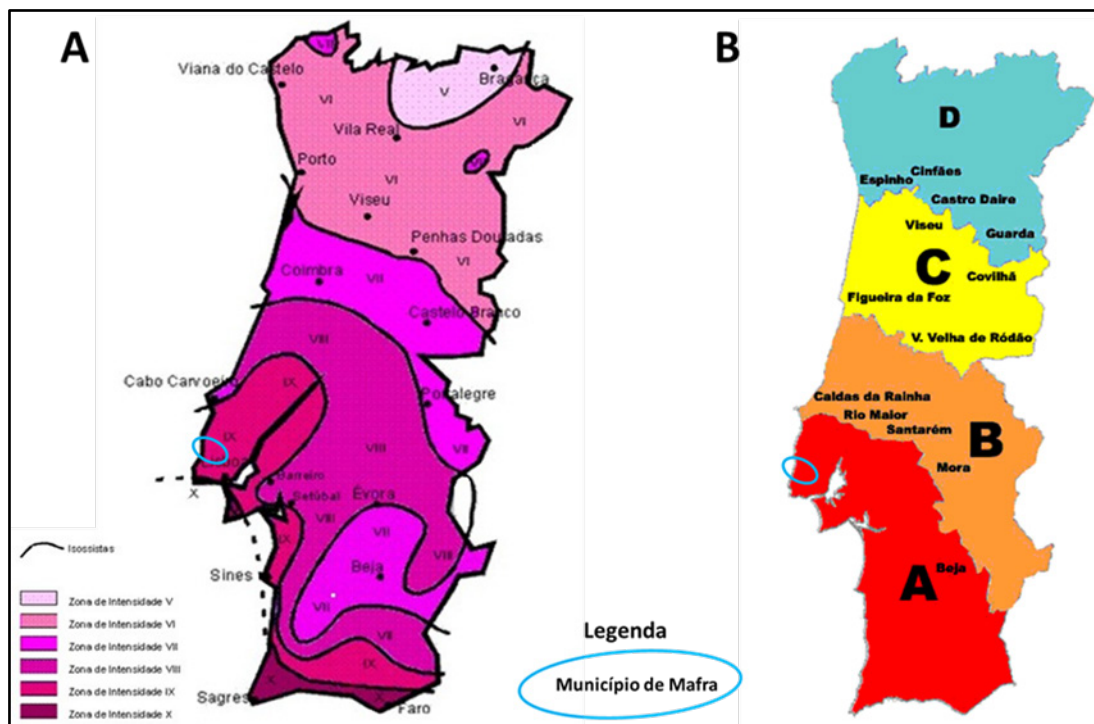 A
Viana do Castelo
Bragança
V
VI
VI
Vila Real
Porto
VI
Viseu
Penhas Douradas
VI
Coimbra
VII
Castelo Branco
VIII
Cabo Carvoeiro
IX
Portalegre
IX
VIII
VII
Lisboa
X
Barreiro
Setúbal
Évora
VIII
IX
VII
VIII
Sines
Beja
VII
VII
IX
X
X
Sagres
Faro
Isossistas
Zona de Intensidade V
Zona de Intensidade VI
Zona de Intensidade VII
Zona de Intensidade VIII
Zona de Intensidade IX
Zona de Intensidade X
Legenda
Município de Mafra
B
D
Espinho
Cinfães
Castro Daire
Viseu
Guarda
C
Covilhã
Figueira da Foz
V. Velha de Ródão
Caldas da Rainha
Rio Maior
Santarém
B
Mora
A
Beja